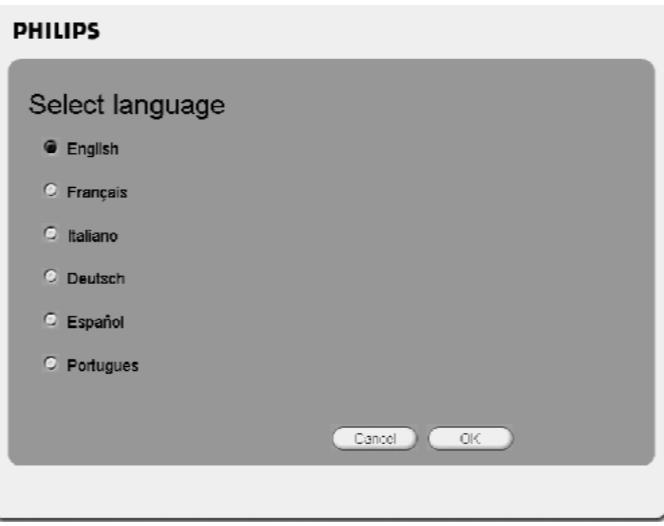 PHILIPS
Select language
English
Français
Italiano
Deutsch
Español
Portugues
Cancel OK